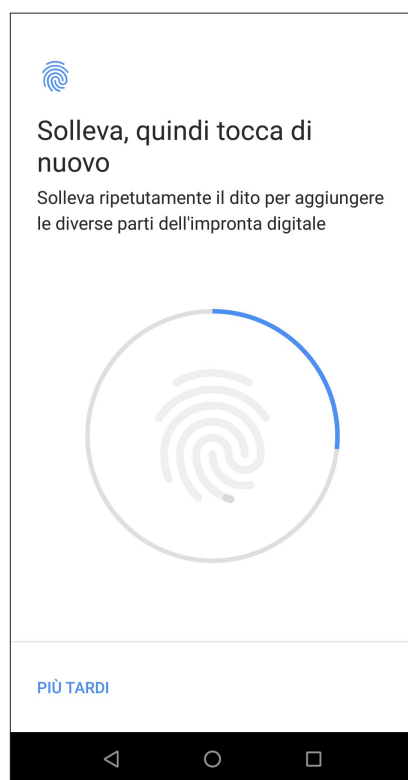 Solleva, quindi tocca di
nuovo
Solleva ripetutamente il dito per aggiungere
le diverse parti dell'impronta digitale
PIÙ TARDI